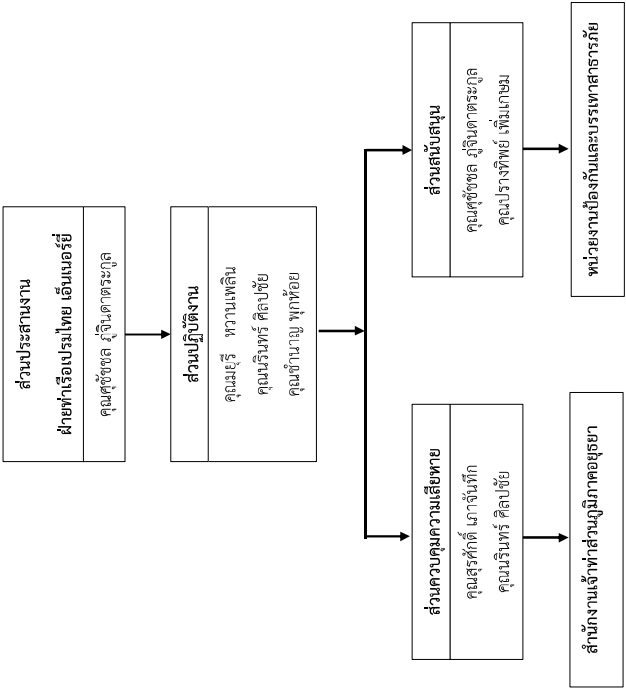 ส่วนประสานงาน
ฝ่ายท่าเรือเปรมไทย เอ็นเนอร์ยี่
คุณศุชัชชล ภู่จินดาตระกูล
ส่วนปฏิบัติงาน
คุณมยุรี หวานเพลิน
คุณนรินทร์ ศิลปชัย
คุณชำนาญ พุกห้อย
ส่วนควบคุมความเสียหาย
คุณสุรศักดิ์ เภาจันทึก
คุณนรินทร์ ศิลปชัย
ส่วนสนับสนุน
คุณศุชัชชล ภู่จินดาตระกูล
คุณปรางทิพย์ เพิ่มเกษม
สำนักงานเจ้าท่าส่วนภูมิภาคอยุธยา
หน่วยงานป้องกันและบรรเทาสาธารภัย